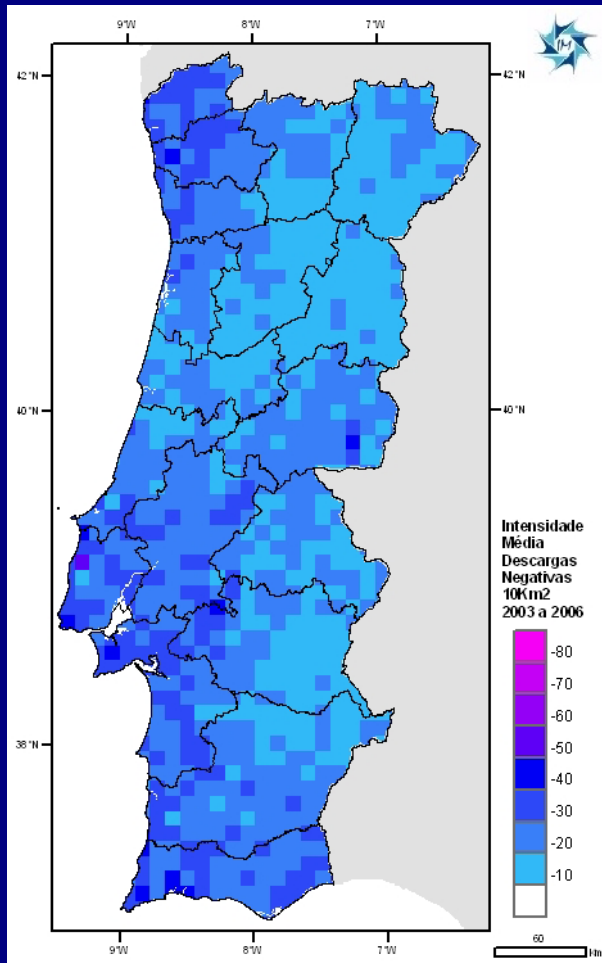 9°W 8°W 7°W
IM
42°N 42°N
40°N 40°N
38°N
Intensidade
Média
Descargas
Negativas
10Km2
2003 a 2006
-80
-70
-60
-50
-40
-30
-20
-10
9°W 8°W 7°W
60
Km